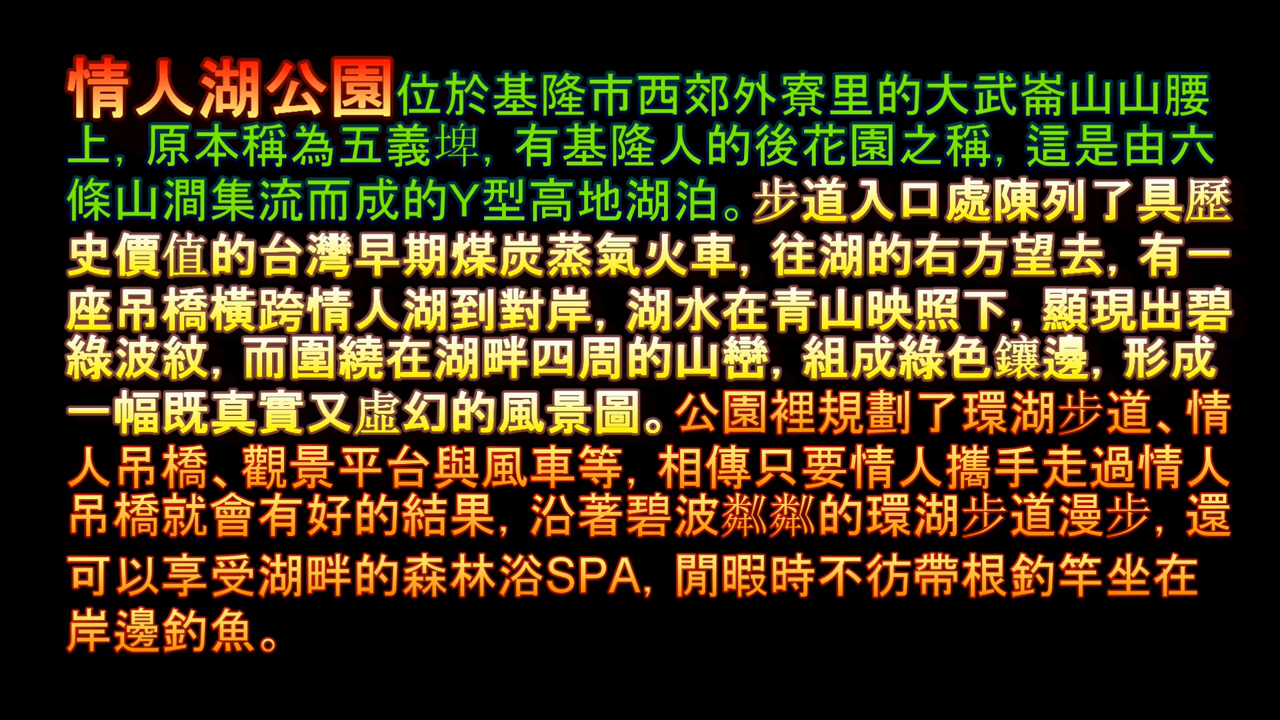 情人湖公園位於基隆市西郊外寮里的大武崙山山腰
上, 原本稱為五義埤, 有基隆人的後花園之稱, 這是由六
條山澗集流而成的Y型高地湖泊。步道入口處陳列了具歷
史價值的台灣早期煤炭蒸氣火車, 往湖的右方望去, 有一
座吊橋橫跨情人湖到對岸, 湖水在青山映照下, 顯現出碧
綠波紋, 而圍繞在湖畔四周的山巒, 組成綠色鑲邊, 形成
一幅既真實又虛幻的風景圖。公園裡規劃了環湖步道、情
人吊橋、觀景平台與風車等, 相傳只要情人攜手走過情人
吊橋就會有好的結果, 沿著碧波粼粼的環湖步道漫步, 還
可以享受湖畔的森林浴SPA, 閒暇時不彷帶根釣竿坐在
岸邊釣魚。